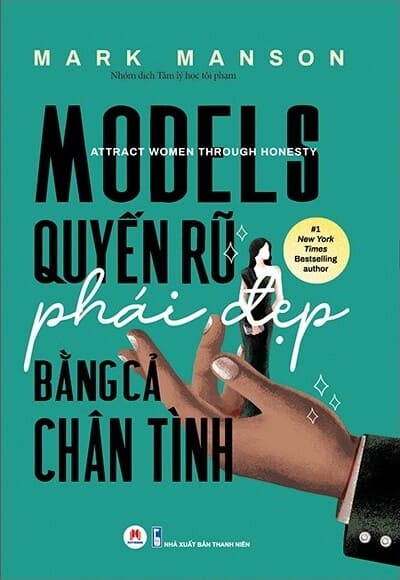 MARK MANSON
Nhóm dịch Tâm lý học tội phạm
MODELS
ATTRACT WOMEN THROUGH HONESTY
QUYẾN RŨ
#1
New York
Times
Bestselling
author
phái đẹp
BẰNG CẢ
CHÂN TÌNH
NHÀ XUẤT BẢN THANH NIÊN